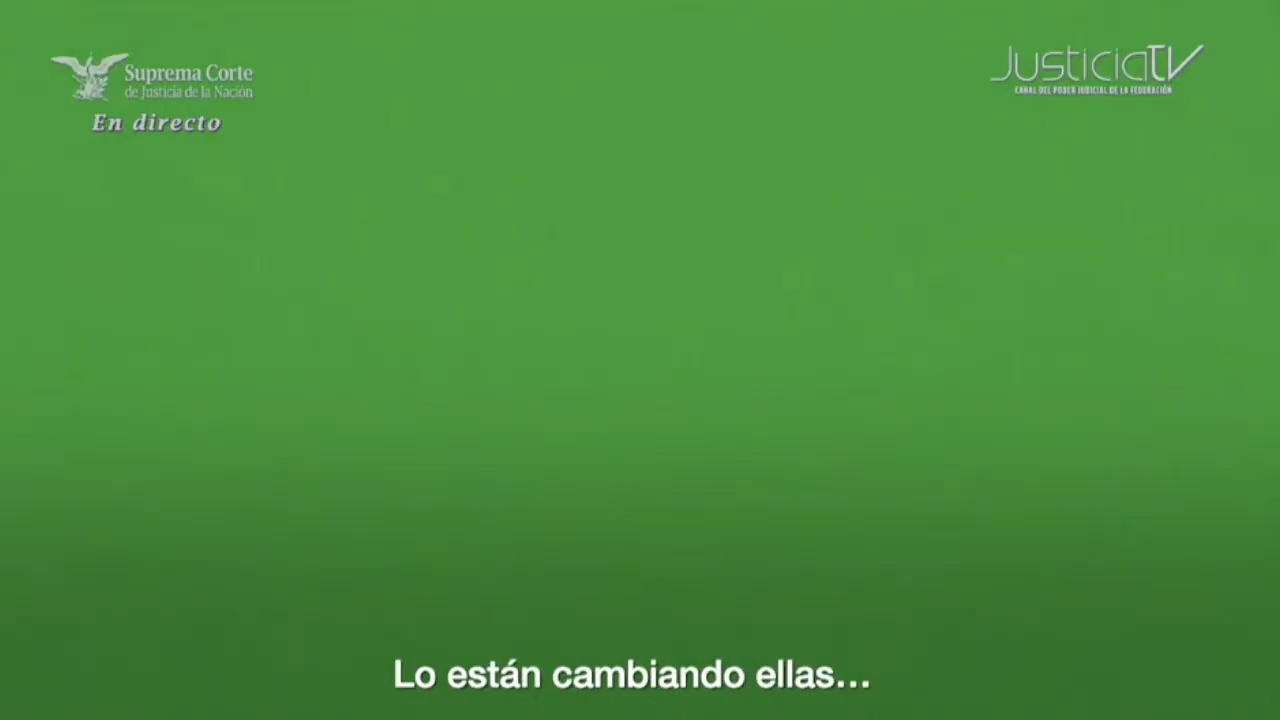 Suprema Corte
de Justicia de la Nación
En directo
JusticiaTV
CANAL DEL PODER JUDICIAL DE LA FEDERACIÓN
Lo están cambiando ellas...